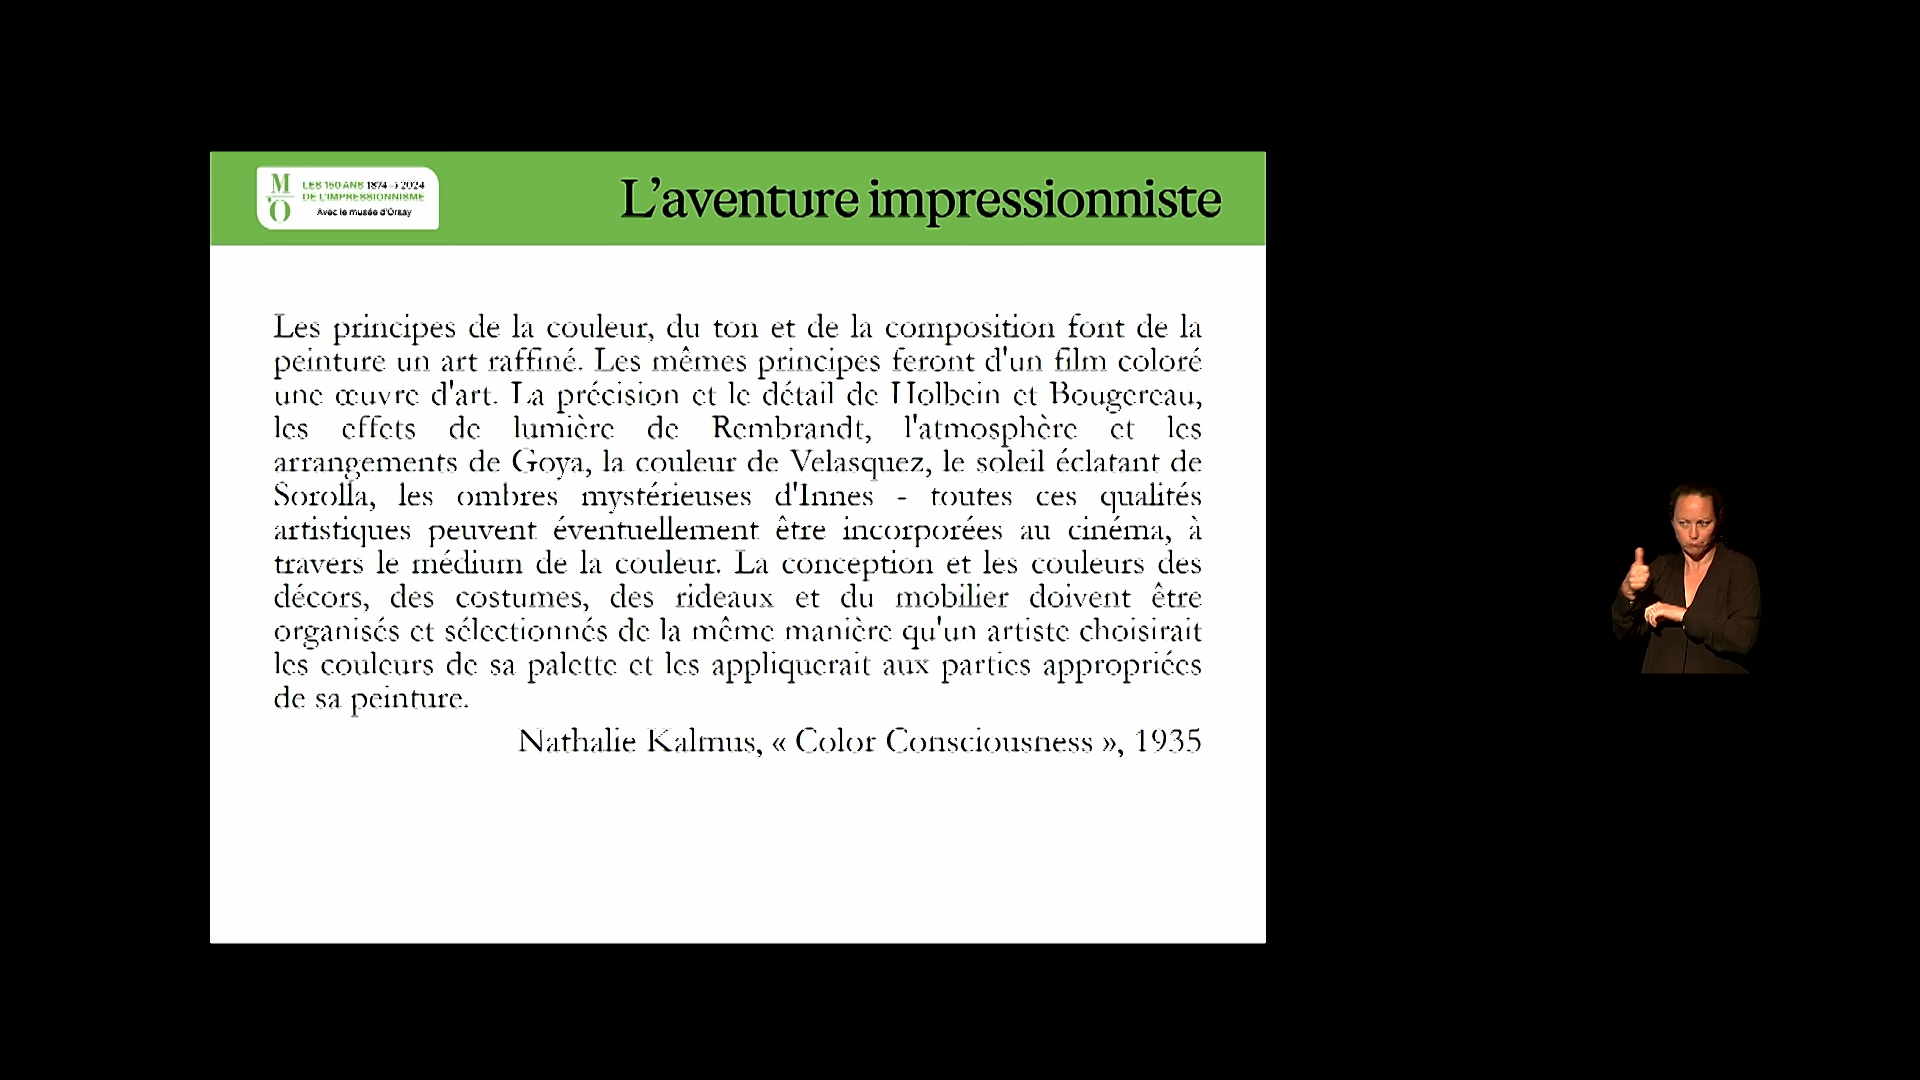 M
'O
LES 150 ANS 1874 → 2024
DE L'IMPRESSIONNISME
Avec le musée d'Orsay
L'aventure impressionniste
Les principes de la couleur, du ton et de la composition font de la
peinture un art raffiné. Les mêmes principes feront d'un film coloré
une œuvre d'art. La précision et le détail de Holbein et Bougereau,
les effets de lumière de Rembrandt, l'atmosphère et les
arrangements de Goya, la couleur de Velasquez, le soleil éclatant de
Sorolla, les ombres mystérieuses d'Innes - toutes ces qualités
artistiques peuvent éventuellement être incorporées au cinéma, à
travers le médium de la couleur. La conception et les couleurs des
décors, des costumes, des rideaux et du mobilier doivent être
organisés et sélectionnés de la même manière qu'un artiste choisirait
les couleurs de sa palette et les appliquerait aux parties appropriées
de sa peinture.
Nathalie Kalmus, « Color Consciousness », 1935